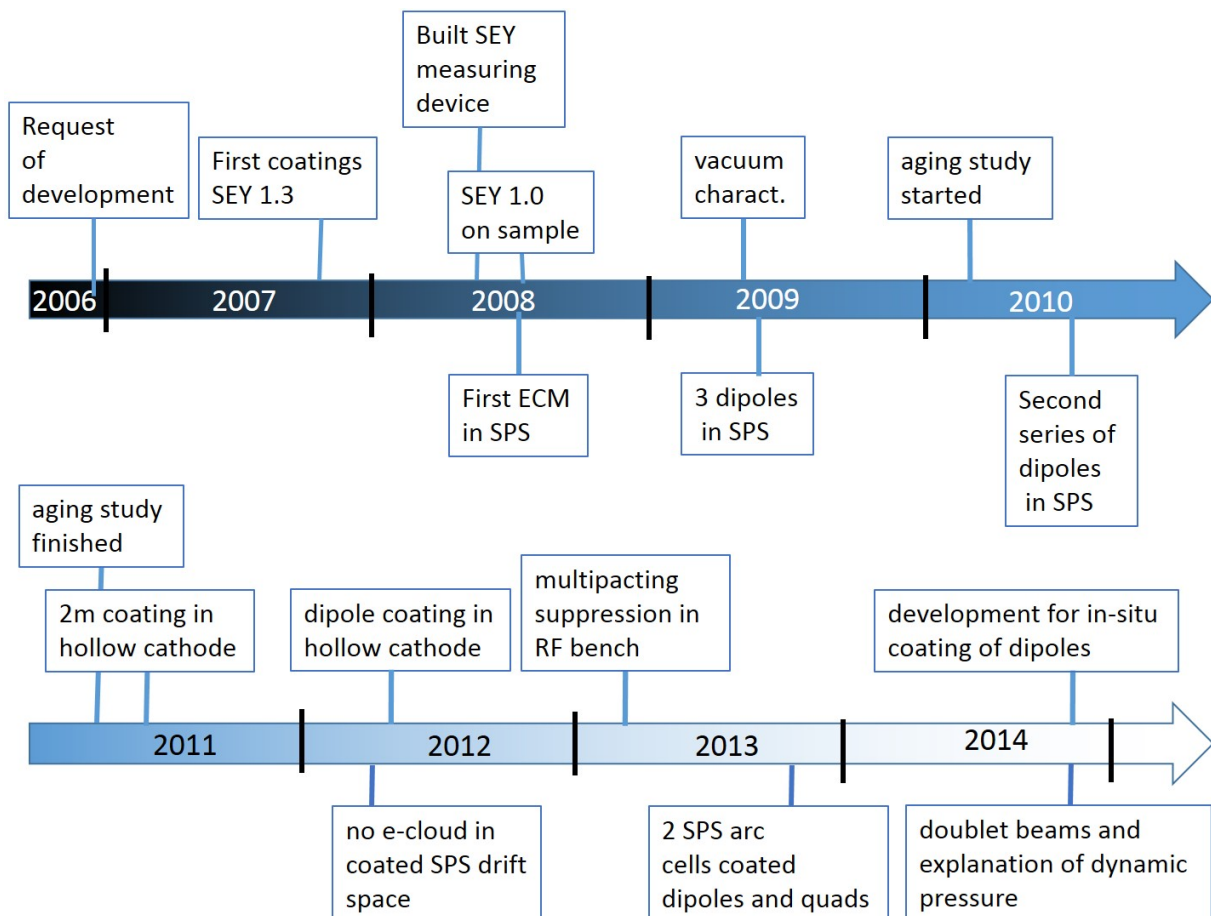 Built SEY
measuring
device
Request
of
development
First coatings
SEY 1.3
SEY 1.0
on sample
vacuum
charact.
aging study
started
2006
2007
2008
2009
2010
First ECM
in SPS
3 dipoles
in SPS
Second
series of
dipoles
in SPS
aging study
finished
2m coating in
hollow cathode
dipole coating in
hollow cathode
multipacting
suppression in
RF bench
development for in-situ
coating of dipoles
2011
2012
2013
2014
no e-cloud in
coated SPS drift
space
2 SPS arc
cells coated
dipoles and quads
doublet beams and
explanation of dynamic
pressure